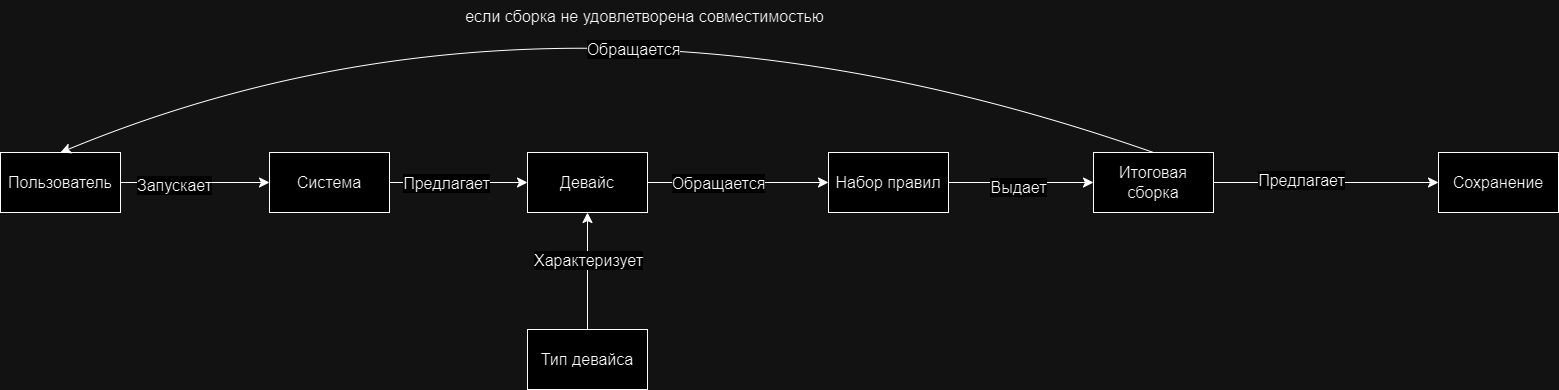 если сборка не удовлетворена совместимостью
Обращается
Пользователь
Запускает
Система
Предлагает
Девайс
Обращается
Набор правил
Выдает
Итоговая
сборка
Предлагает
Сохранение
Характеризует
Тип девайса